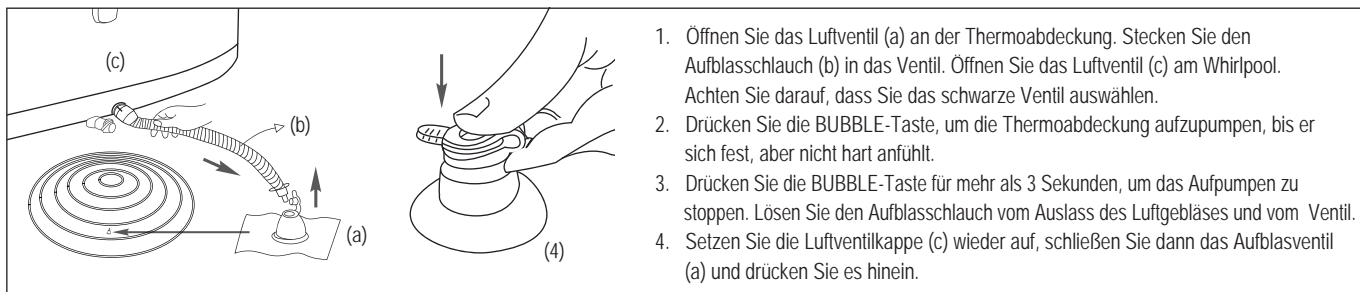 (c)
(b)
(a)
(4)
1. Öffnen Sie das Luftventil (a) an der Thermoabdeckung. Stecken Sie den
Aufblasschlauch (b) in das Ventil. Öffnen Sie das Luftventil (c) am Whirlpool.
Achten Sie darauf, dass Sie das schwarze Ventil auswählen.
2. Drücken Sie die BUBBLE-Taste, um die Thermoabdeckung aufzupumpen, bis er
sich fest, aber nicht hart anfühlt.
3. Drücken Sie die BUBBLE-Taste für mehr als 3 Sekunden, um das Aufpumpen zu
stoppen. Lösen Sie den Aufblasschlauch vom Auslass des Luftgebläses und vom Ventil.
4. Setzen Sie die Luftventilkappe (c) wieder auf, schließen Sie dann das Aufblasventil
(a) und drücken Sie es hinein.